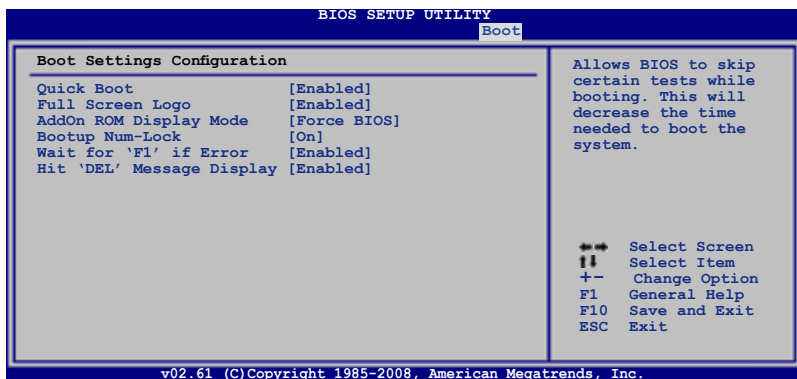 BIOS SETUP UTILITY
Boot
Boot Settings Configuration
Quick Boot [Enabled]
Full Screen Logo [Enabled]
AddOn ROM Display Mode [Force BIOS]
Bootup Num-Lock [On]
Wait for ‘F1’ if Error [Enabled]
Hit ‘DEL’ Message Display [Enabled]
Allows BIOS to skip
certain tests while
booting. This will
decrease the time
needed to boot the
system.
Select Screen
Select Item
+- Change Option
F1 General Help
F10 Save and Exit
ESC Exit
v02.61 (C)Copyright 1985-2008, American Megatrends, Inc.